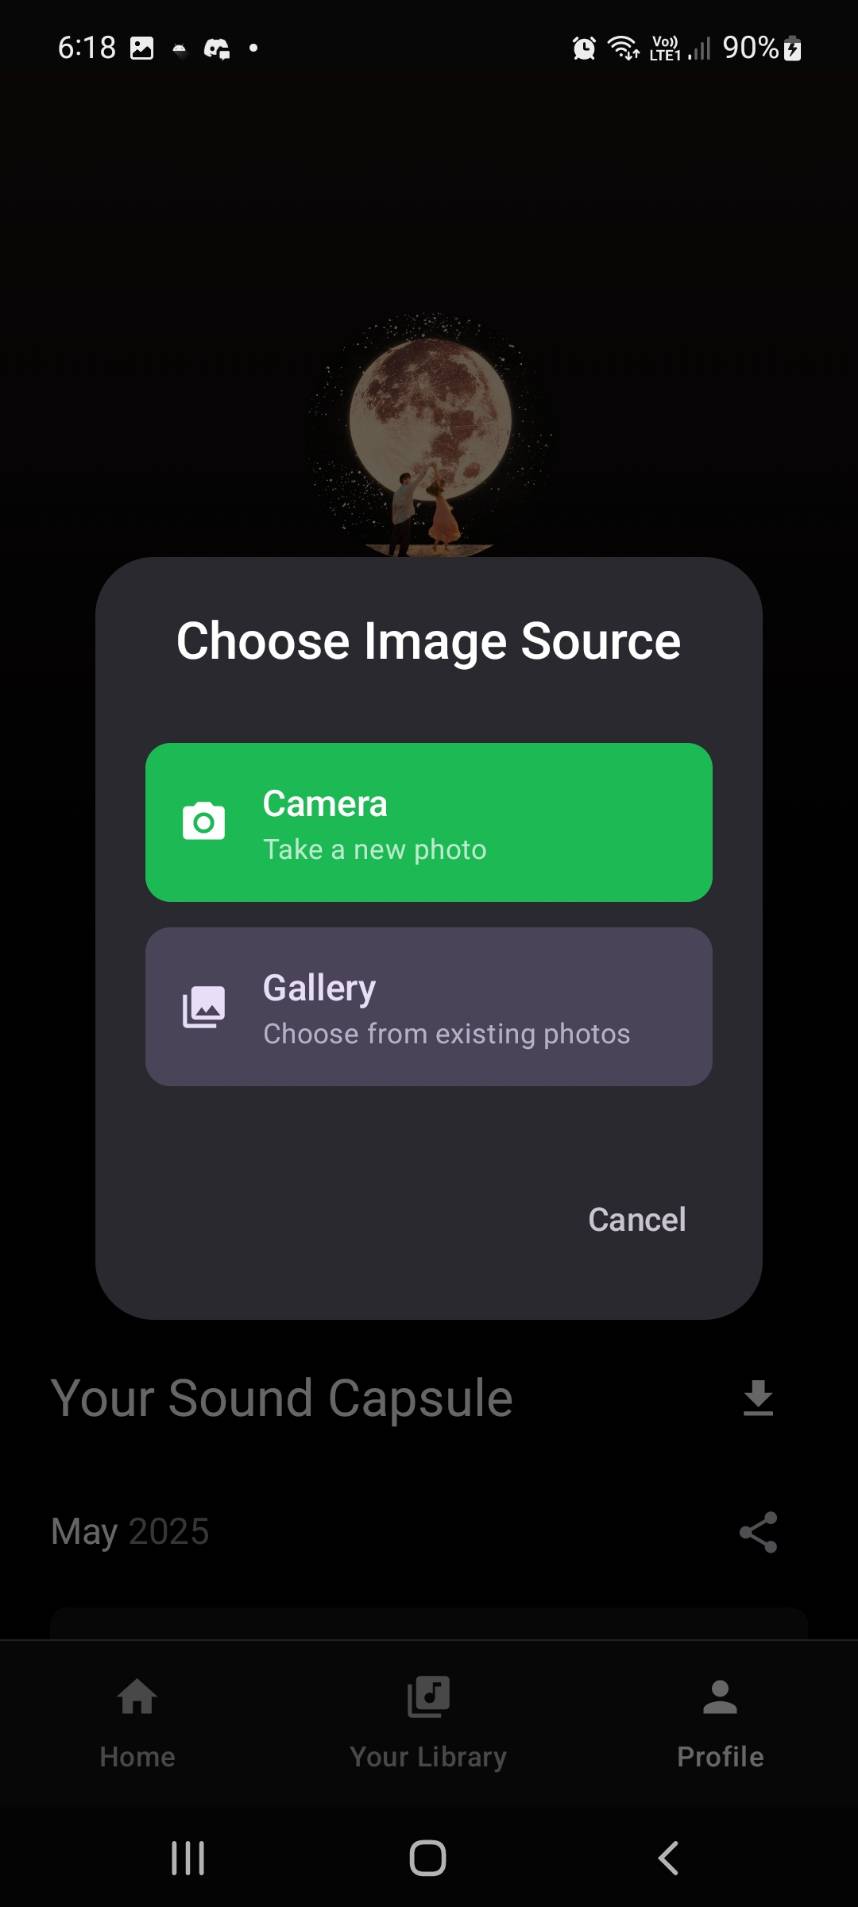 6:18
Vo)) LTE1 90%
Choose Image Source
Camera
Take a new photo
Gallery
Choose from existing photos
Cancel
Your Sound Capsule
May 2025
Home
Your Library
Profile